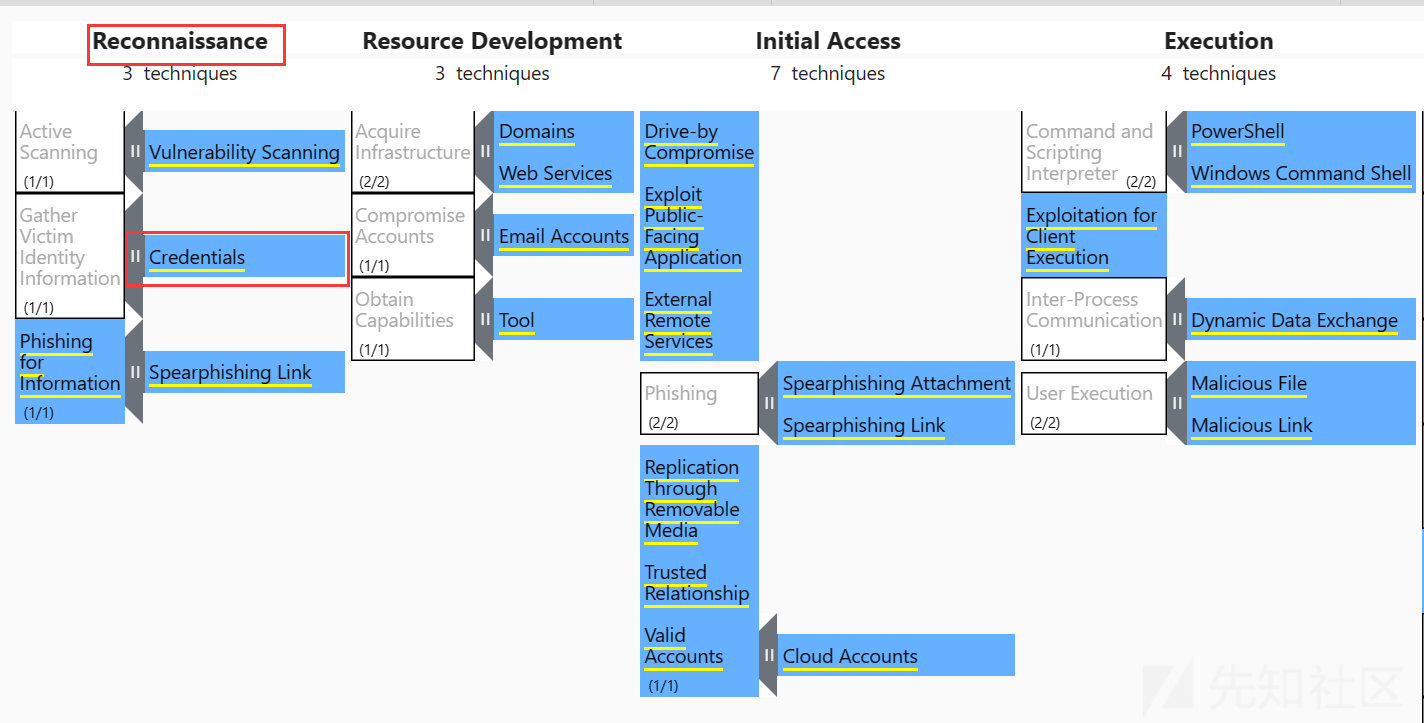 Reconnaissance
3 techniques
Active
Scanning
(1/1)
Vulnerability Scanning
Gather
Victim
Identity
Information
(1/1)
Credentials
Phishing
for
Information
(1/1)
Spearphishing Link
Resource Development
3 techniques
Acquire
Infrastructure
(2/2)
Domains
Web Services
Compromise
Accounts
(1/1)
Email Accounts
Obtain
Capabilities
(1/1)
Tool
Initial Access
7 techniques
Drive-by
Compromise
Exploit
Public-
Facing
Application
External
Remote
Services
Phishing
(2/2)
Spearphishing Attachment
Spearphishing Link
Replication
Through
Removable
Media
Trusted
Relationship
Valid
Accounts
(1/1)
Cloud Accounts
Execution
4 techniques
Command and
Scripting
Interpreter (2/2)
PowerShell
Windows Command Shell
Exploitation for
Client
Execution
Inter-Process
Communication
(1/1)
Dynamic Data Exchange
User Execution
(2/2)
Malicious File
Malicious Link
先知社区